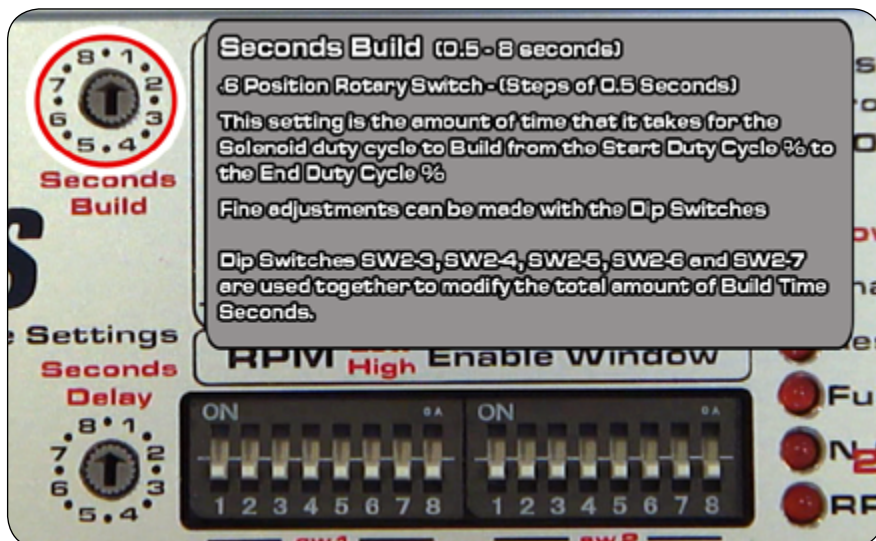 Seconds Build (0.5 - 8 seconds)
.6 Position Rotary Switch - (Steps of 0.5 Seconds)
This setting is the amount of time that it takes for the
Solenoid duty cycle to Build from the Start Duty Cycle % to
the End Duty Cycle %
Fine adjustments can be made with the Dip Switches
Dip Switches SW2-3, SW2-4, SW2-5, SW2-6 and SW2-7
are used together to modify the total amount of Build Time
Seconds.
8 1
7 2
6 3
5 4
Seconds
Build
Settings
RPM High Enable Window
Seconds
Delay
8 1
7 2
6 3
5 4
ON ON
1 2 3 4 5 6 7 8 1 2 3 4 5 6 7 8
Fu
N
2
RP